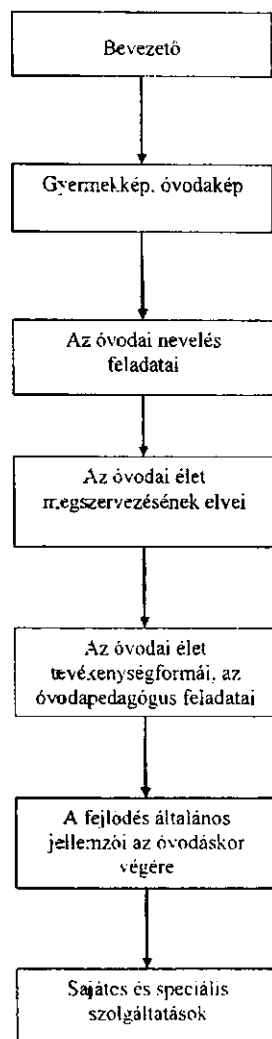 Bevezető
Gyermekkép, óvodakép
Az óvodai nevelés
feladatai
Az óvodai élet
megszervezésének elvei
Az óvodai élet
tevékenységformái, az
óvodapedagógus feladatai
A fejlődés általános
jellemzői az óvodáskor
végére
Sajátos és speciális
szolgáltatások